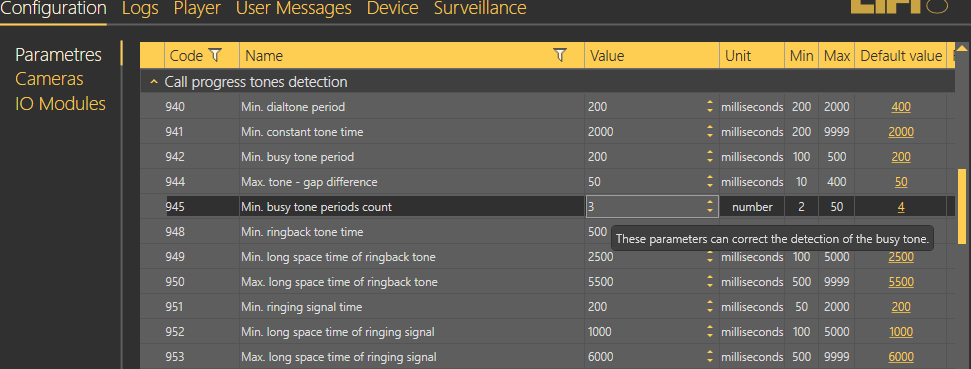 Configuration Logs Player User Messages Device Surveillance
Parametres
Cameras
IO Modules
Code Name Value Unit Min Max Default value
Call progress tones detection
940 Min. dialtone period 200 milliseconds 200 2000 400
941 Min. constant tone time 2000 milliseconds 200 9999 2000
942 Min. busy tone period 200 milliseconds 100 500 200
944 Max. tone - gap difference 50 milliseconds 10 400 50
945 Min. busy tone periods count 3 number 2 50 4
948 Min. ringback tone time 500
These parameters can correct the detection of the busy tone.
949 Min. long space time of ringback tone 2500 milliseconds 100 5000 2500
950 Max. long space time of ringback tone 5500 milliseconds 500 9999 5500
951 Min. ringing signal time 200 milliseconds 50 2000 200
952 Min. long space time of ringing signal 1000 milliseconds 100 5000 1000
953 Max. long space time of ringing signal 6000 milliseconds 500 9999 6000